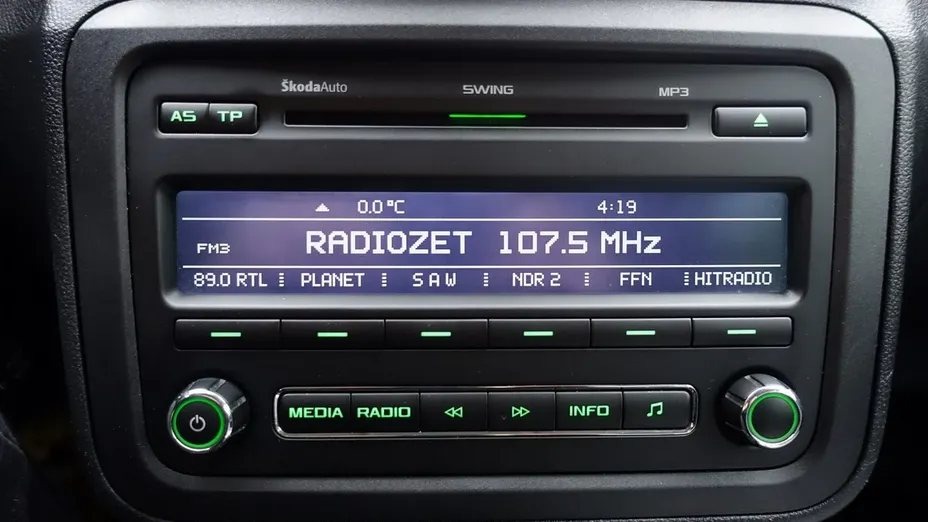 ŠkodaAuto SWING MP3
AS TP
0.0°C 4:19
FM3 RADIOZET 107.5 MHz
89.0 RTL PLANET S A W NDR 2 FFN HITRADIO
MEDIA RADIO INFO